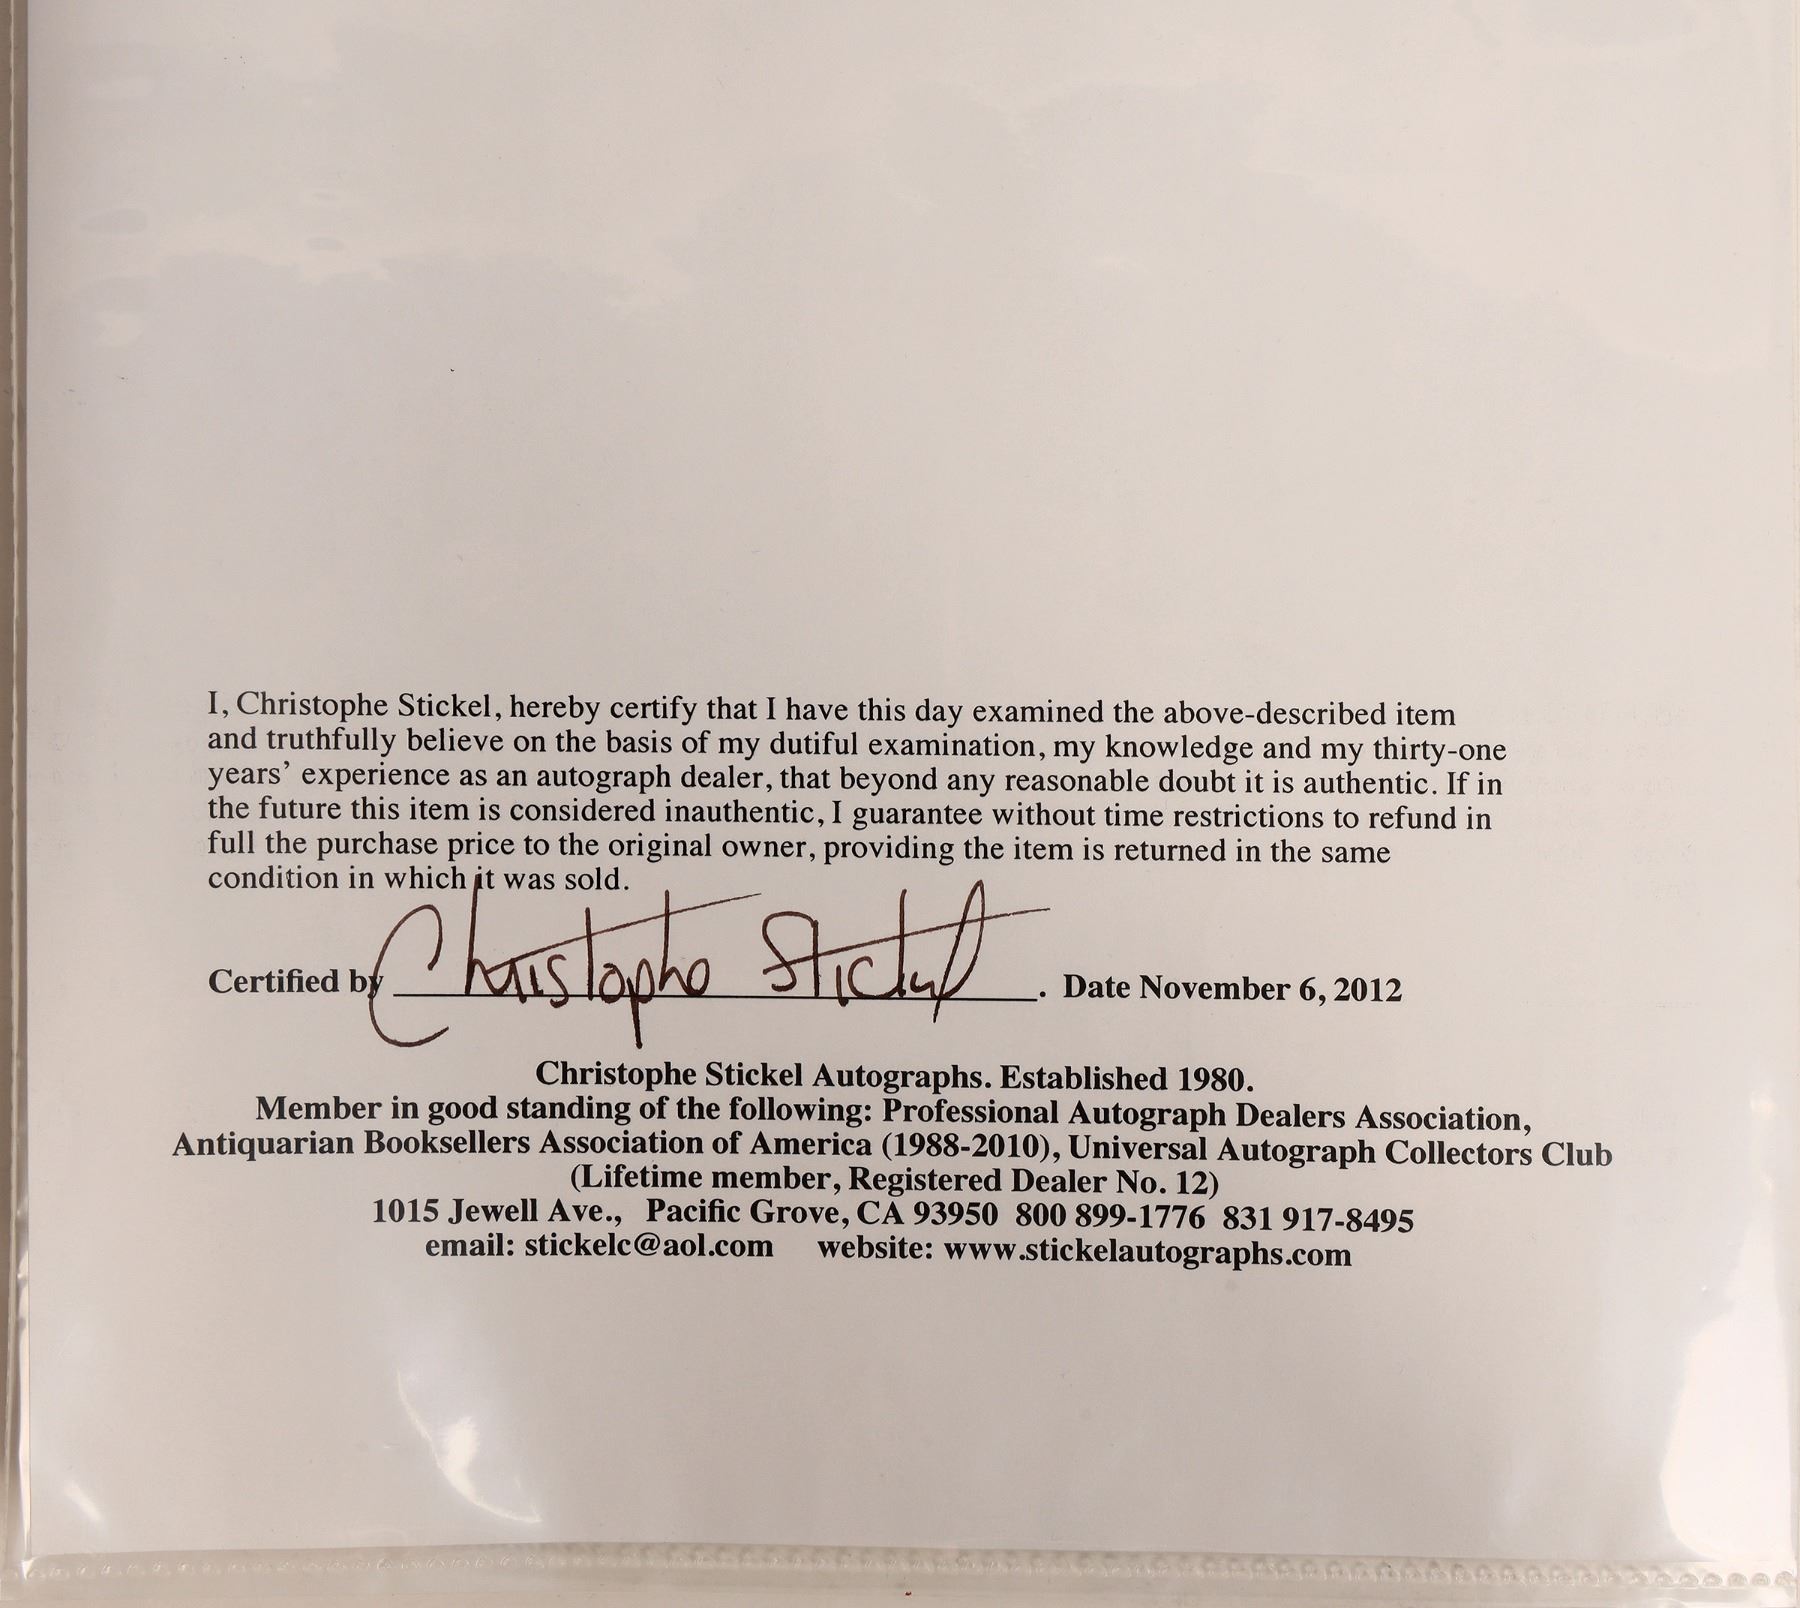 I, Christophe Stickel, hereby certify that I have this day examined the above-described item
and truthfully believe on the basis of my dutiful examination, my knowledge and my thirty-one
years' experience as an autograph dealer, that beyond any reasonable doubt it is authentic. If in
the future this item is considered inauthentic, I guarantee without time restrictions to refund in
full the purchase price to the original owner, providing the item is returned in the same
condition in which it was sold.
Certified by Christophe Stickel. Date November 6, 2012
Christophe Stickel Autographs. Established 1980.
Member in good standing of the following: Professional Autograph Dealers Association,
Antiquarian Booksellers Association of America (1988-2010), Universal Autograph Collectors Club
(Lifetime member, Registered Dealer No. 12)
1015 Jewell Ave., Pacific Grove, CA 93950 800 899-1776 831 917-8495
email: stickelc@aol.com website: www.stickelautographs.com